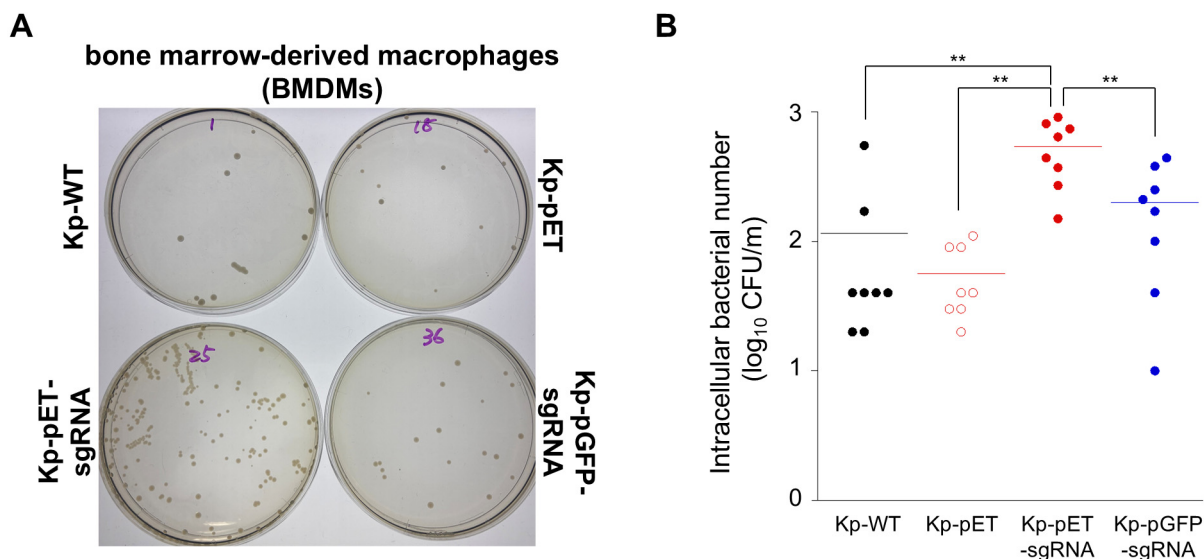 A
bone marrow-derived macrophages
(BMDMs)
Kp-WT
1
18
Kp-pET
Kp-pET-
sgRNA
25
36
Kp-pGFP-
sgRNA
B
**
**
**
Intracellular bacterial number
(log10 CFU/m)
3
2
1
0
Kp-WT
Kp-pET
Kp-pET
-sgRNA
Kp-pGFP
-sgRNA